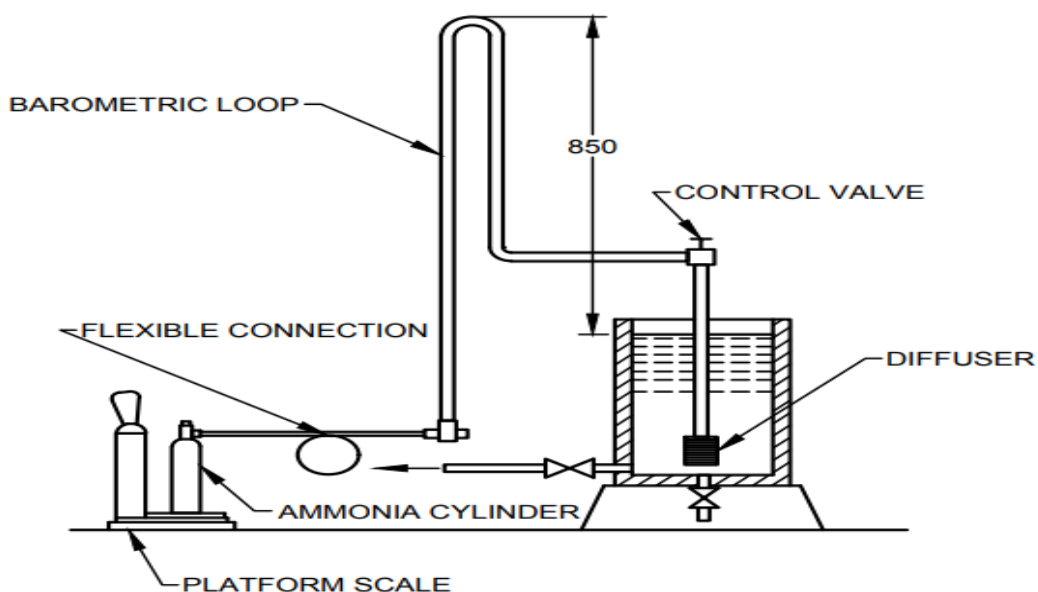 BAROMETRIC LOOP
850
CONTROL VALVE
FLEXIBLE CONNECTION
DIFFUSER
AMMONIA CYLINDER
PLATFORM SCALE